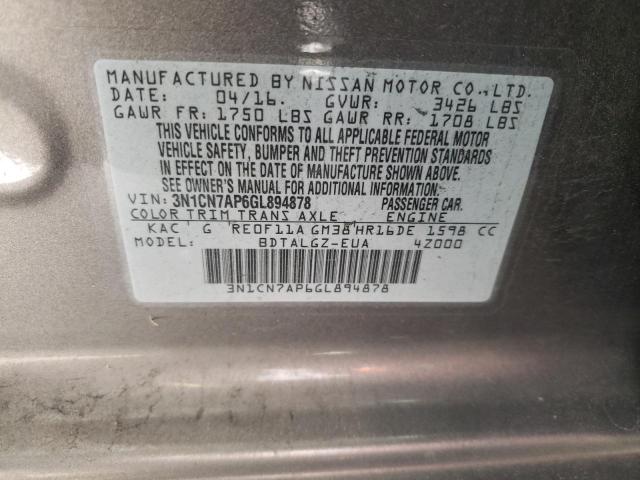 MANUFACTURED BY NISSAN MOTOR CO.,LTD.
DATE: 04/16. GVWR: 3426 LBS
GAWR FR: 1750 LBS GAWR RR: 1708 LBS
THIS VEHICLE CONFORMS TO ALL APPLICABLE FEDERAL MOTOR
VEHICLE SAFETY, BUMPER AND THEFT PREVENTION STANDARDS
IN EFFECT ON THE DATE OF MANUFACTURE SHOWN ABOVE.
SEE OWNER'S MANUAL FOR ADDITIONAL INFORMATION
VIN: 3N1CN7AP6GL894878 PASSENGER CAR.
COLOR TRIM TRANS AXLE ENGINE
KAC G RE0F11A GM38 HR16DE 1598 CC
MODEL: BDTALGZ-EUA 4Z000
3N1CN7AP6GL894878